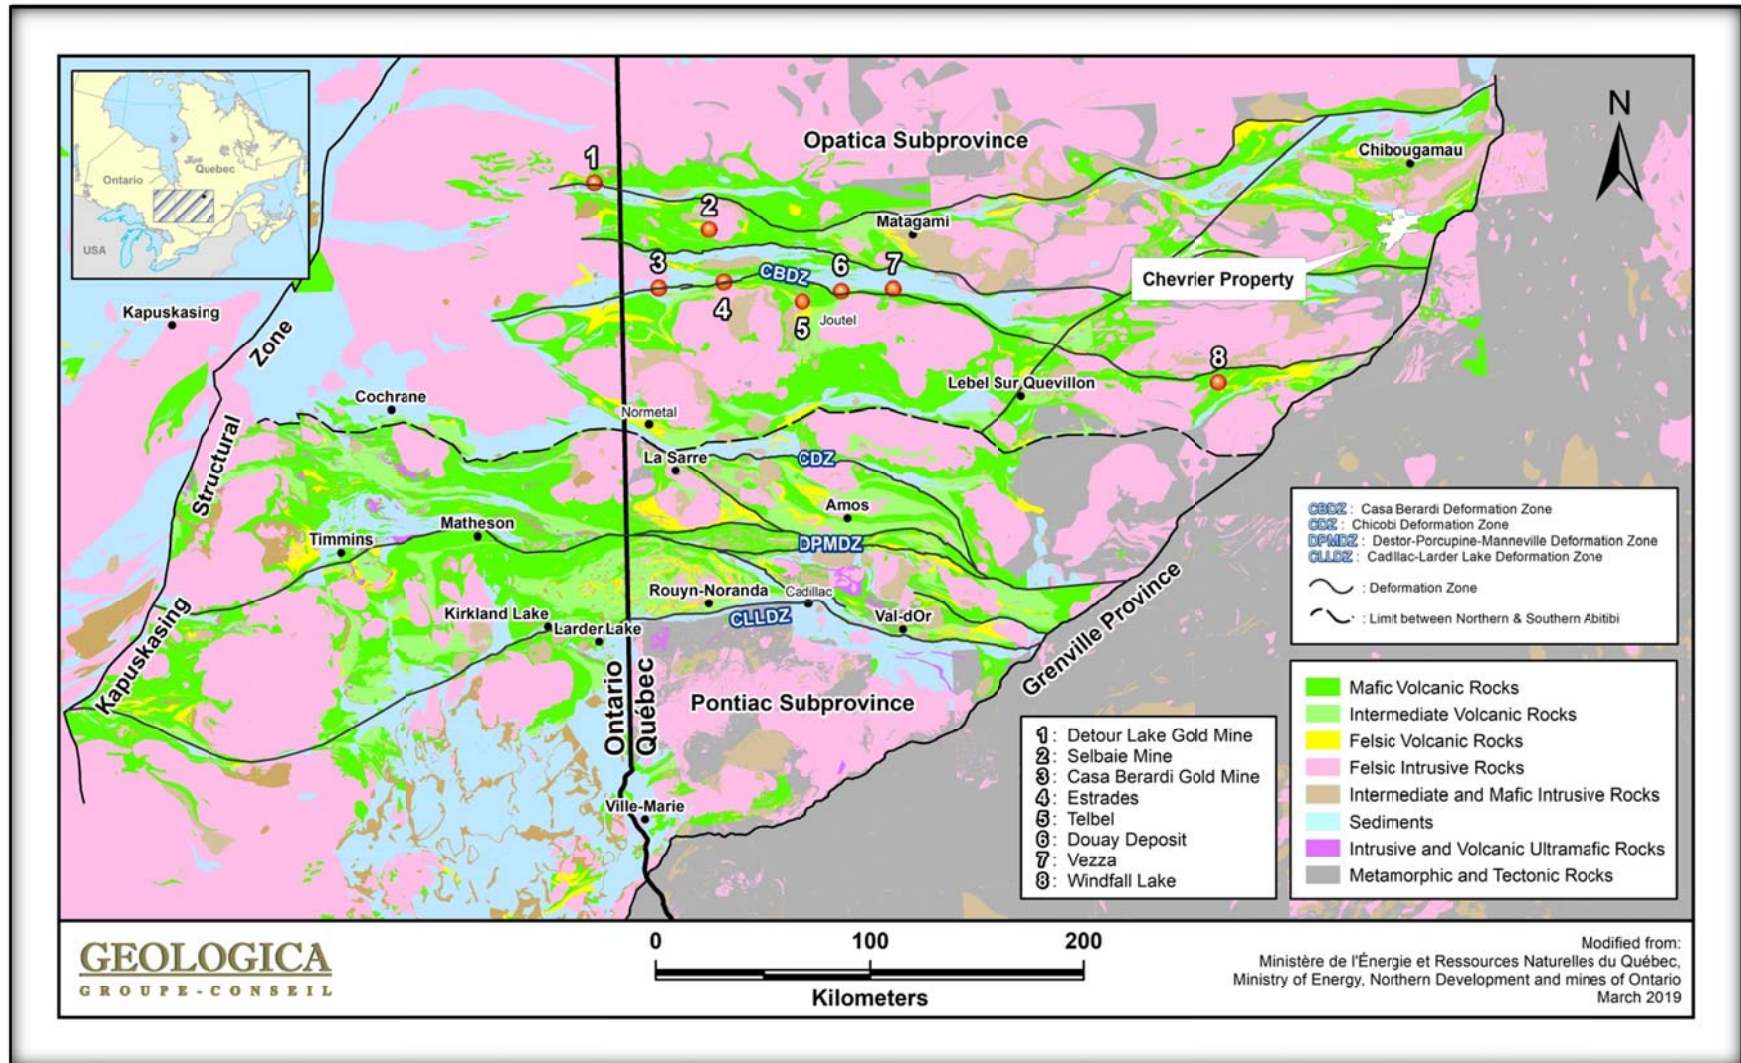 Ontario
Quebec
USA
N
Opatica Subprovince
Chibougamau
1
2
Matagami
3
CBDZ
6
7
Chevrier Property
4
5
Joutel
Kapuskasing
8
Lebel Sur Quevillon
Cochrane
Normetal
La Sarre
CDZ
Amos
Matheson
Timmins
DPMDZ
Rouyn-Noranda
Cadillac
Kirkland Lake
Larder Lake
CLLDZ
Val-dOr
Kapuskasing Structural Zone
Grenville Province
Ontario
Québec
Pontiac Subprovince
Ville-Marie
CBDZ : Casa Berardi Deformation Zone
CDZ : Chicobi Deformation Zone
DPMDZ : Destor-Porcupine-Manneville Deformation Zone
CLLDZ : Cadillac-Larder Lake Deformation Zone
: Deformation Zone
: Limit between Northern & Southern Abitibi
1 : Detour Lake Gold Mine
2 : Selbaie Mine
3 : Casa Berardi Gold Mine
4 : Estrades
5 : Telbel
6 : Douay Deposit
7 : Vezza
8 : Windfall Lake
Mafic Volcanic Rocks
Intermediate Volcanic Rocks
Felsic Volcanic Rocks
Felsic Intrusive Rocks
Intermediate and Mafic Intrusive Rocks
Sediments
Intrusive and Volcanic Ultramafic Rocks
Metamorphic and Tectonic Rocks
GEOLOGICA
GROUPE-CONSEIL
0 100 200
Kilometers
Modified from:
Ministère de l'Énergie et Ressources Naturelles du Québec,
Ministry of Energy, Northern Development and mines of Ontario
March 2019